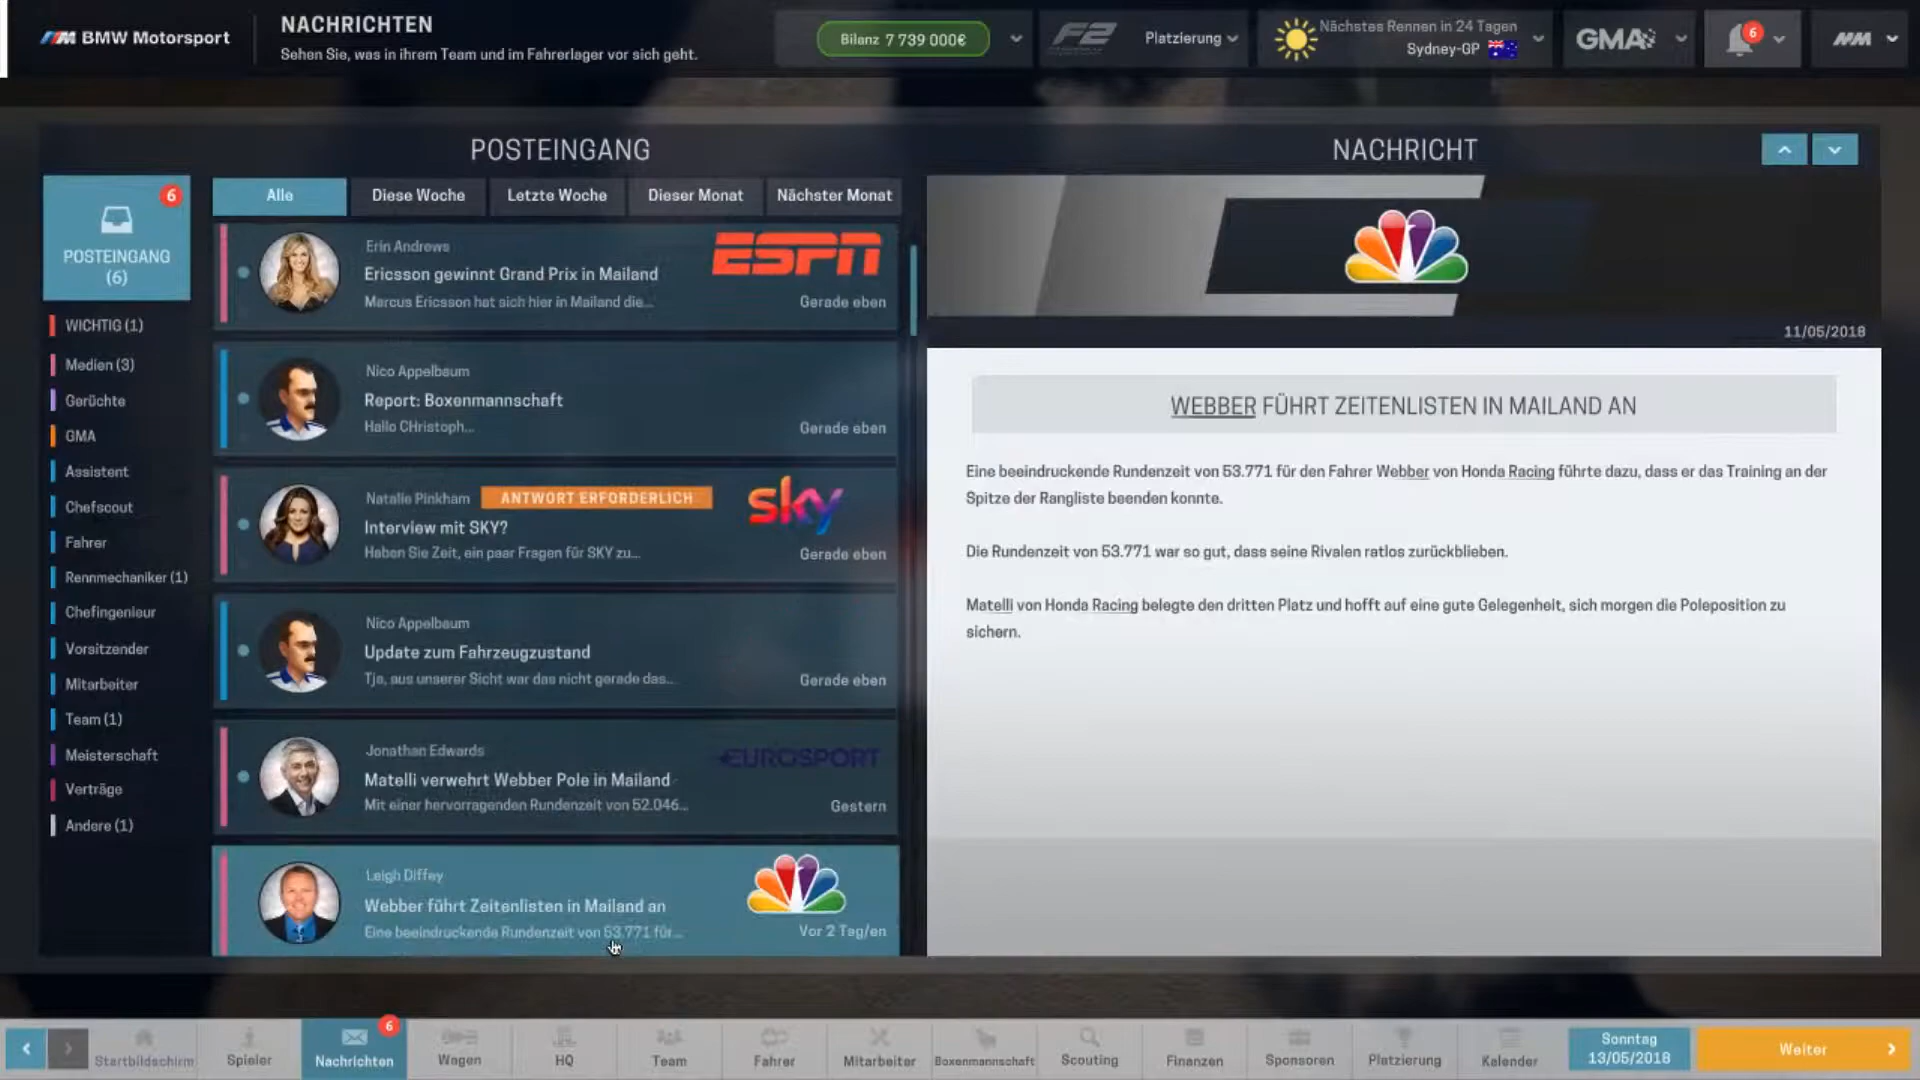 BMW Motorsport
NACHRICHTEN
Sehen Sie, was in ihrem Team und im Fahrerlager vor sich geht.
Bilanz 7 739 000€
F2
Platzierung
Nächstes Rennen in 24 Tagen
Sydney-GP
GMA
6
POSTEINGANG
6
POSTEINGANG
(6)
WICHTIG (1)
Medien (3)
Gerüchte
GMA
Assistent
Chefscout
Fahrer
Rennmechaniker (1)
Chefingenieur
Vorsitzender
Mitarbeiter
Team (1)
Meisterschaft
Verträge
Andere (1)
Alle
Diese Woche
Letzte Woche
Dieser Monat
Nächster Monat
Erin Andrews
Ericsson gewinnt Grand Prix in Mailand
Marcus Ericsson hat sich hier in Mailand die...
ESPN
Gerade eben
Nico Appelbaum
Report: Boxenmannschaft
Hallo CHristoph...
Gerade eben
Natalie Pinkham
ANTWORT ERFORDERLICH
Interview mit SKY?
Haben Sie Zeit, ein paar Fragen für SKY zu...
sky
Gerade eben
Nico Appelbaum
Update zum Fahrzeugzustand
Tja, aus unserer Sicht war das nicht gerade das...
Gerade eben
Jonathan Edwards
Matelli verwehrt Webber Pole in Mailand
Mit einer hervorragenden Rundenzeit von 52.046...
EUROSPORT
Gestern
Leigh Diffey
Webber führt Zeitenlisten in Mailand an
Eine beeindruckende Rundenzeit von 53.771 für...
Vor 2 Tag/en
NACHRICHT
11/05/2018
WEBBER FÜHRT ZEITENLISTEN IN MAILAND AN
Eine beeindruckende Rundenzeit von 53.771 für den Fahrer Webber von Honda Racing führte dazu, dass er das Training an der
Spitze der Rangliste beenden konnte.
Die Rundenzeit von 53.771 war so gut, dass seine Rivalen ratlos zurückblieben.
Matelli von Honda Racing belegte den dritten Platz und hofft auf eine gute Gelegenheit, sich morgen die Poleposition zu
sichern.
Startbildschirm
Spieler
Nachrichten
6
Wagen
HQ
Team
Fahrer
Mitarbeiter
Boxenmannschaft
Scouting
Finanzen
Sponsoren
Platzierung
Kalender
Sonntag
13/05/2018
Weiter